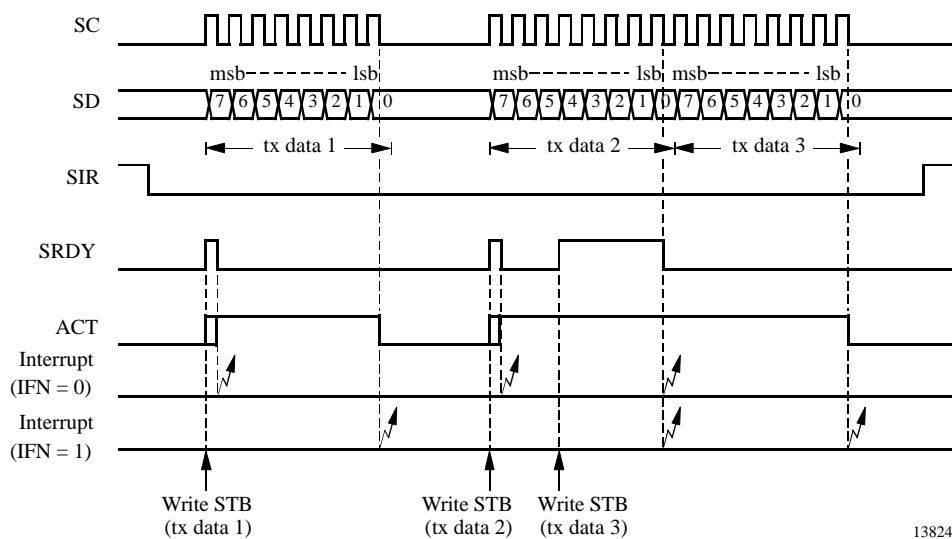 SC
msb lsb msb lsb msb lsb
SD 7 6 5 4 3 2 1 0 7 6 5 4 3 2 1 0 7 6 5 4 3 2 1 0
tx data 1 tx data 2 tx data 3
SIR
SRDY
ACT
Interrupt
(IFN = 0)
Interrupt
(IFN = 1)
Write STB Write STB Write STB
(tx data 1) (tx data 2) (tx data 3)
13824